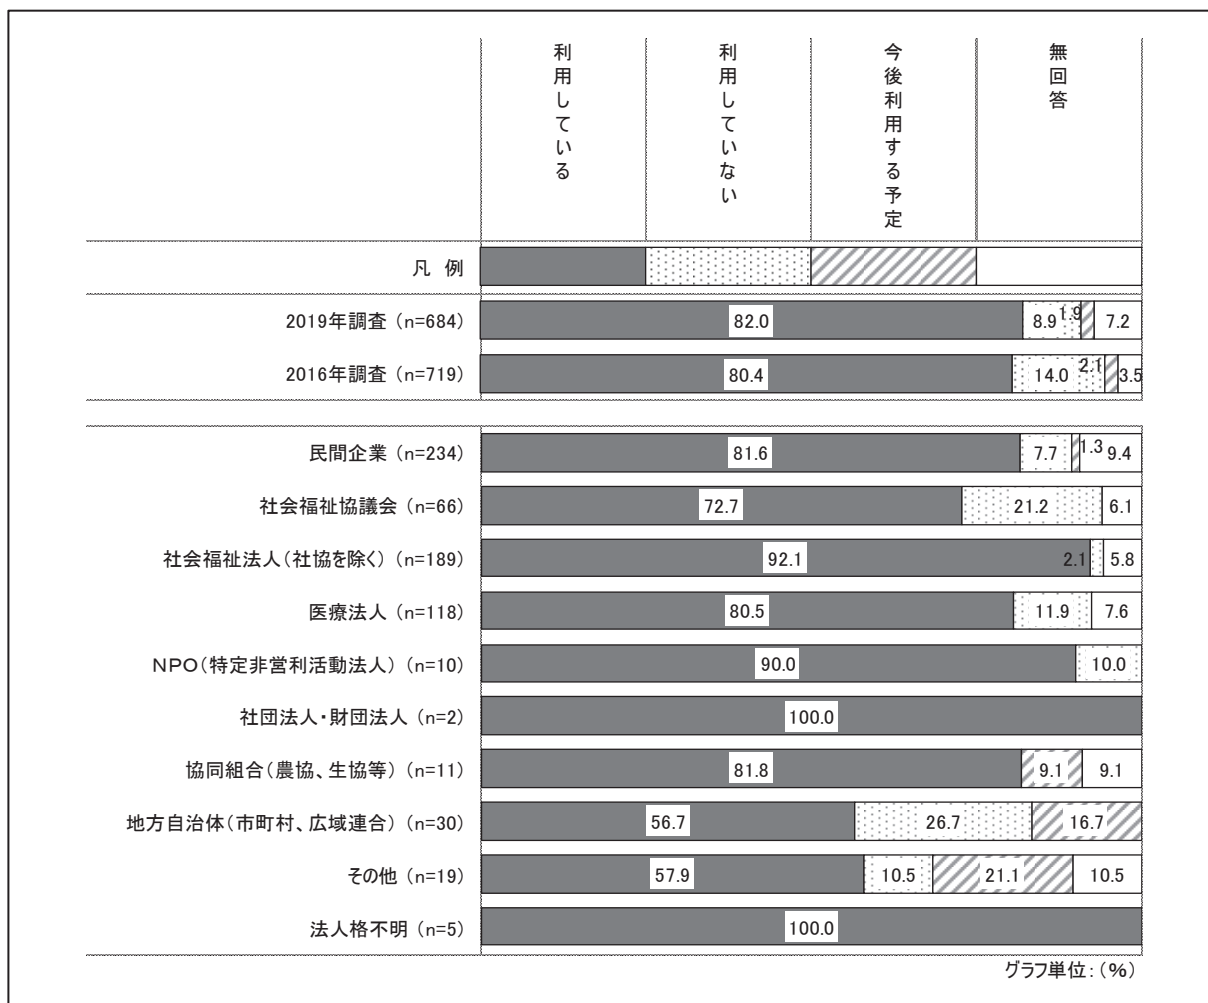 利用している
利用していない
今後利用する予定
無回答
凡 例
2019年調査 (n=684)
82.0
8.9
1.9
7.2
2016年調査 (n=719)
80.4
14.0
2.1
3.5
民間企業 (n=234)
81.6
7.7
1.3
9.4
社会福祉協議会 (n=66)
72.7
21.2
6.1
社会福祉法人(社協を除く) (n=189)
92.1
2.1
5.8
医療法人 (n=118)
80.5
11.9
7.6
NPO(特定非営利活動法人) (n=10)
90.0
10.0
社団法人・財団法人 (n=2)
100.0
協同組合(農協、生協等) (n=11)
81.8
9.1
9.1
地方自治体(市町村、広域連合) (n=30)
56.7
26.7
16.7
その他 (n=19)
57.9
10.5
21.1
10.5
法人格不明 (n=5)
100.0
グラフ単位:(%)